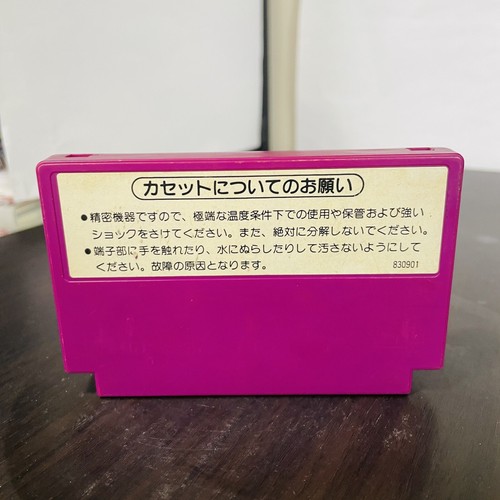 カセットについてのお願い
●精密機器ですので、極端な温度条件下での使用や保管および強い
ショックをさけてください。また、絶対に分解しないでください。
●端子部に手を触れたり、水にぬらしたりして汚さないようにして
ください。故障の原因となります。
830901